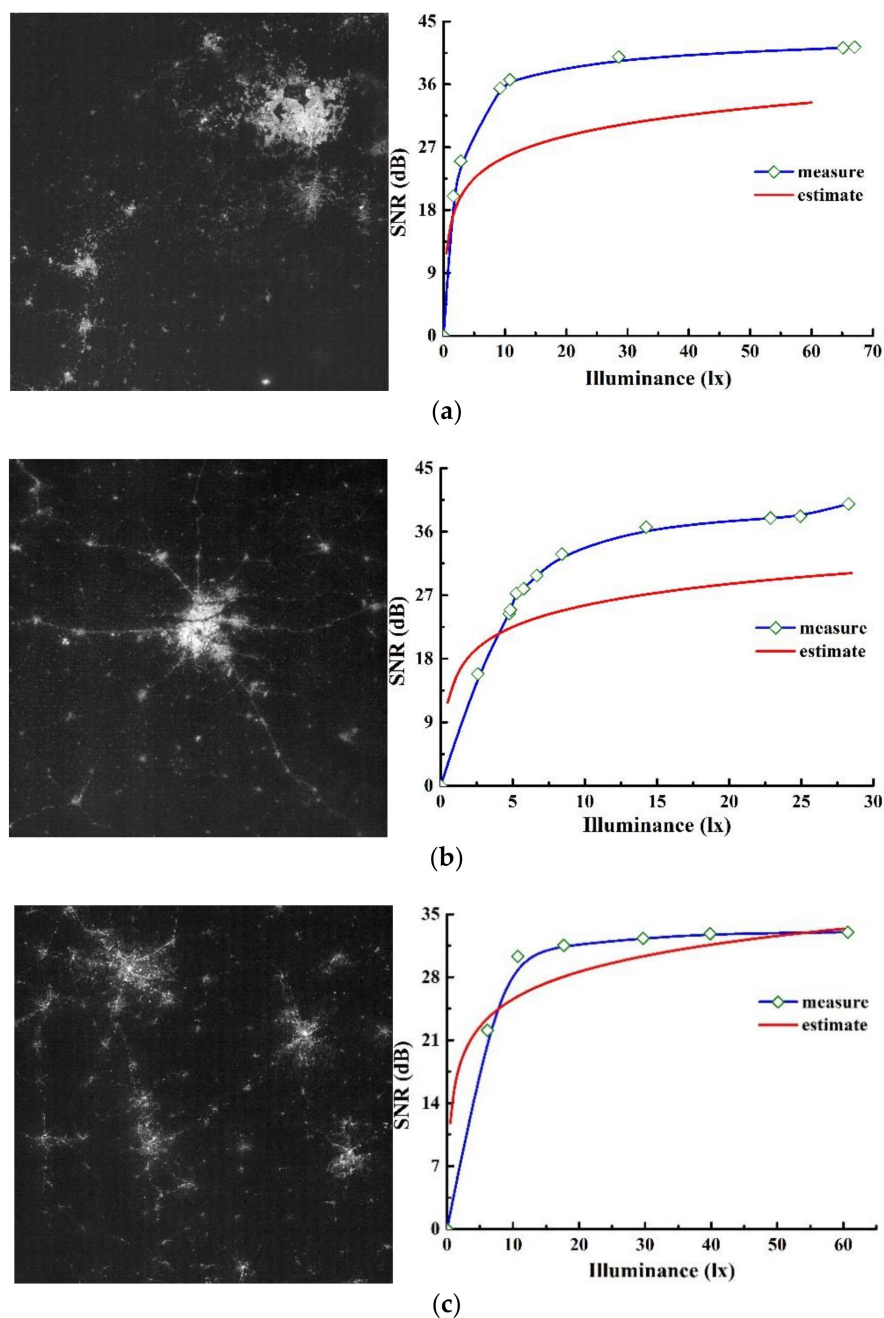 45
36
27
18
9
0
SNR (dB)
measure
estimate
0 10 20 30 40 50 60 70
Illuminance (lx)
(a)
45
36
27
18
9
0
SNR (dB)
measure
estimate
0 5 10 15 20 25 30
Illuminance (lx)
(b)
35
28
21
14
7
0
SNR (dB)
measure
estimate
0 10 20 30 40 50 60
Illuminance (lx)
(c)